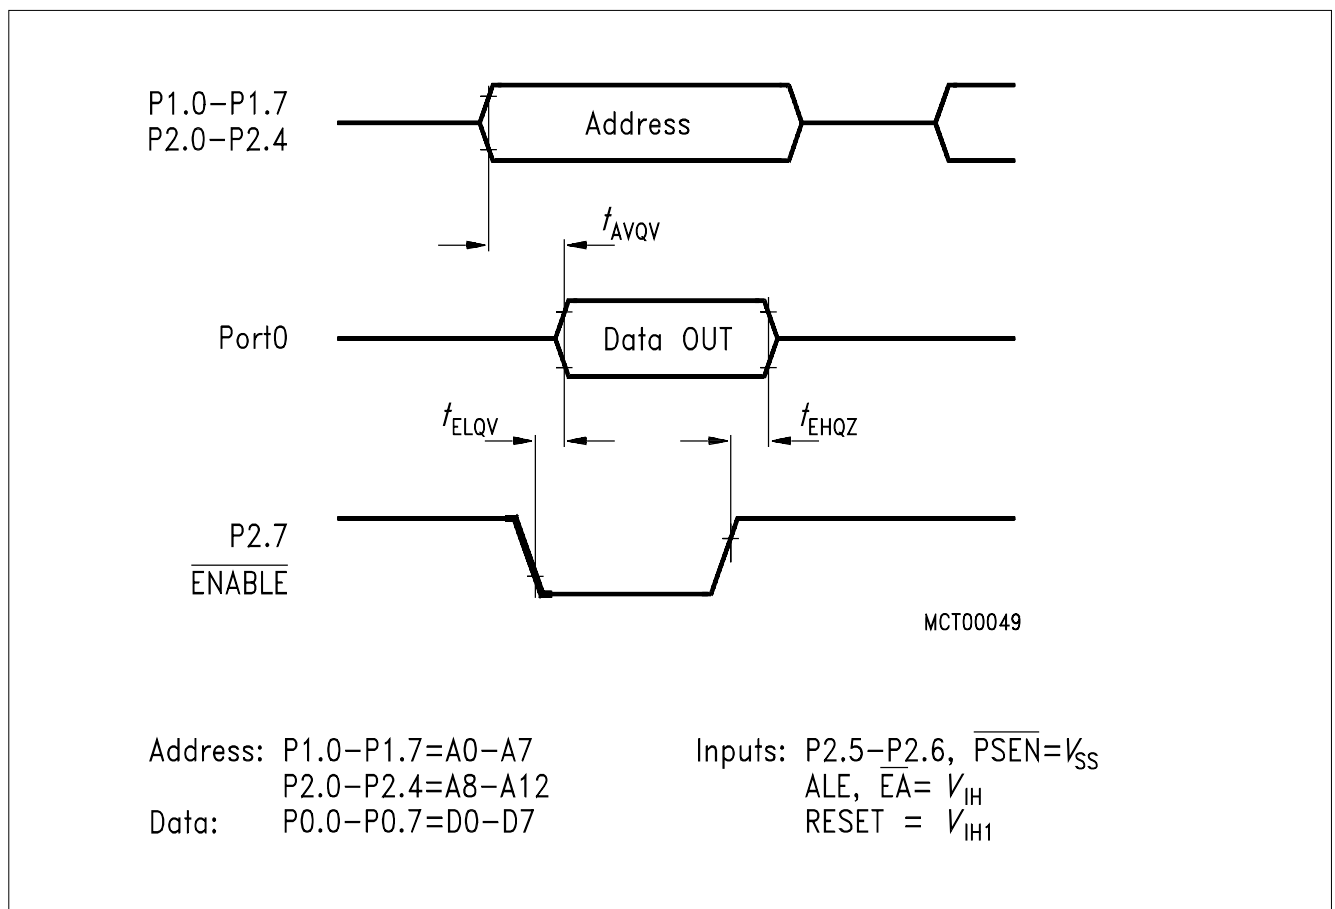 P1.0–P1.7
P2.0–P2.4
Address
tAVQV
Port0
Data OUT
tELQV
tEHQZ
P2.7
ENABLE
MCT00049
Address: P1.0–P1.7=A0–A7
P2.0–P2.4=A8–A12
Data: P0.0–P0.7=D0–D7
Inputs: P2.5–P2.6, PSEN=VSS
ALE, EA= VIH
RESET = VIH1